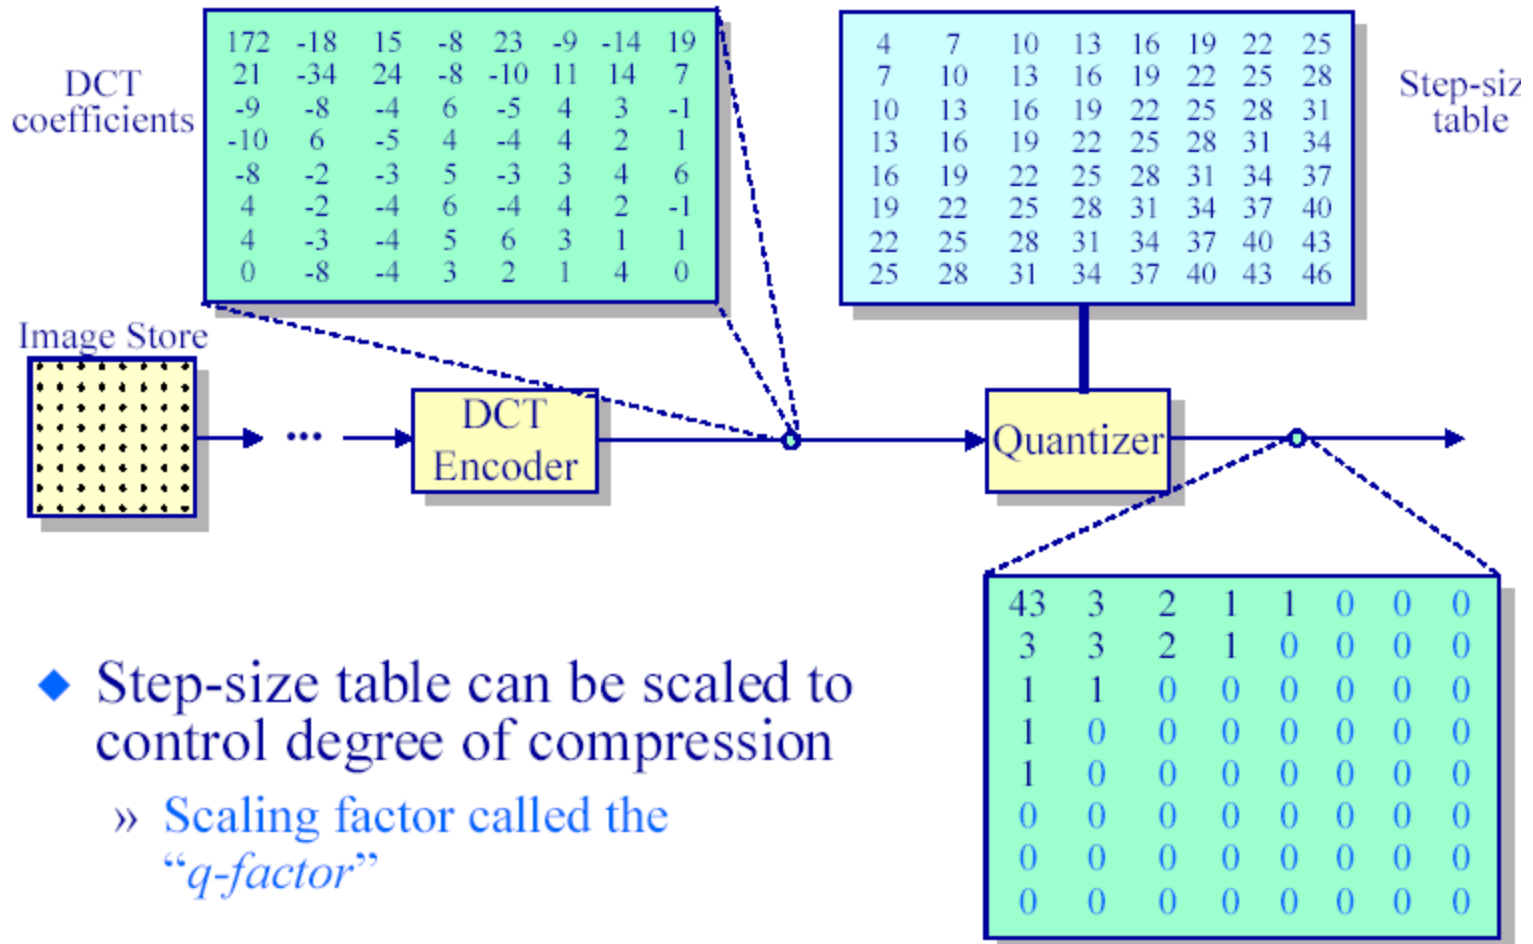 DCT
coefficients
172 -18 15 -8 23 -9 -14 19
21 -34 24 -8 -10 11 14 7
-9 -8 -4 6 -5 4 3 -1
-10 6 -5 4 -4 4 2 1
-8 -2 -3 5 -3 3 4 6
4 -2 -4 6 -4 4 2 -1
4 -3 -4 5 6 3 1 1
0 -8 -4 3 2 1 4 0
4 7 10 13 16 19 22 25
7 10 13 16 19 22 25 28
10 13 16 19 22 25 28 31
13 16 19 22 25 28 31 34
16 19 22 25 28 31 34 37
19 22 25 28 31 34 37 40
22 25 28 31 34 37 40 43
25 28 31 34 37 40 43 46
Step-siz
table
Image Store
...
DCT
Encoder
Quantizer
43 3 2 1 1 0 0 0
3 3 2 1 0 0 0 0
1 1 0 0 0 0 0 0
1 0 0 0 0 0 0 0
1 0 0 0 0 0 0 0
0 0 0 0 0 0 0 0
0 0 0 0 0 0 0 0
0 0 0 0 0 0 0 0
◆ Step-size table can be scaled to
control degree of compression
» Scaling factor called the
“q-factor”